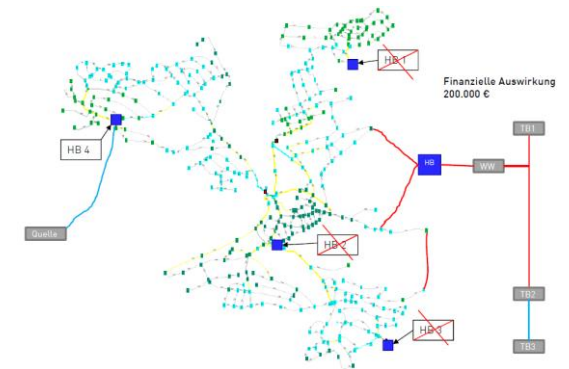 HB 1
Finanzielle Auswirkung
200.000 €
TB1
HB 4
HB
WW
Quelle
HB 2
TB2
HB 3
TB3